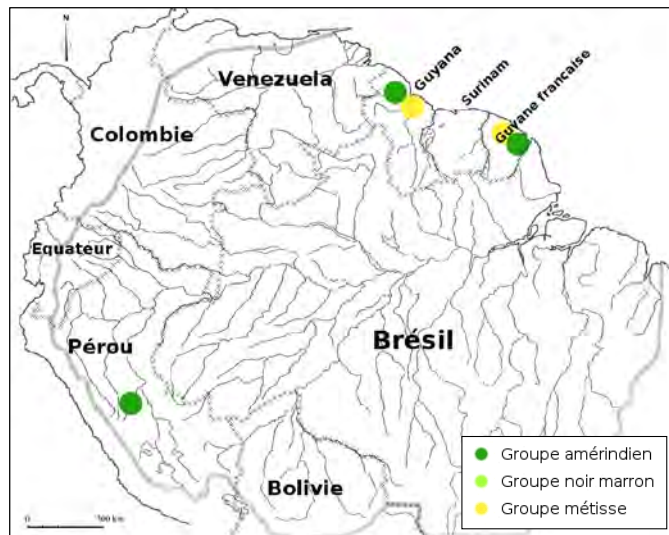 N
Venezuela
Guyana
Surinam
Guyane francaise
Colombie
Equateur
Pérou
Brésil
Bolivie
Groupe amérindien
Groupe noir marron
Groupe métisse
0 500 km